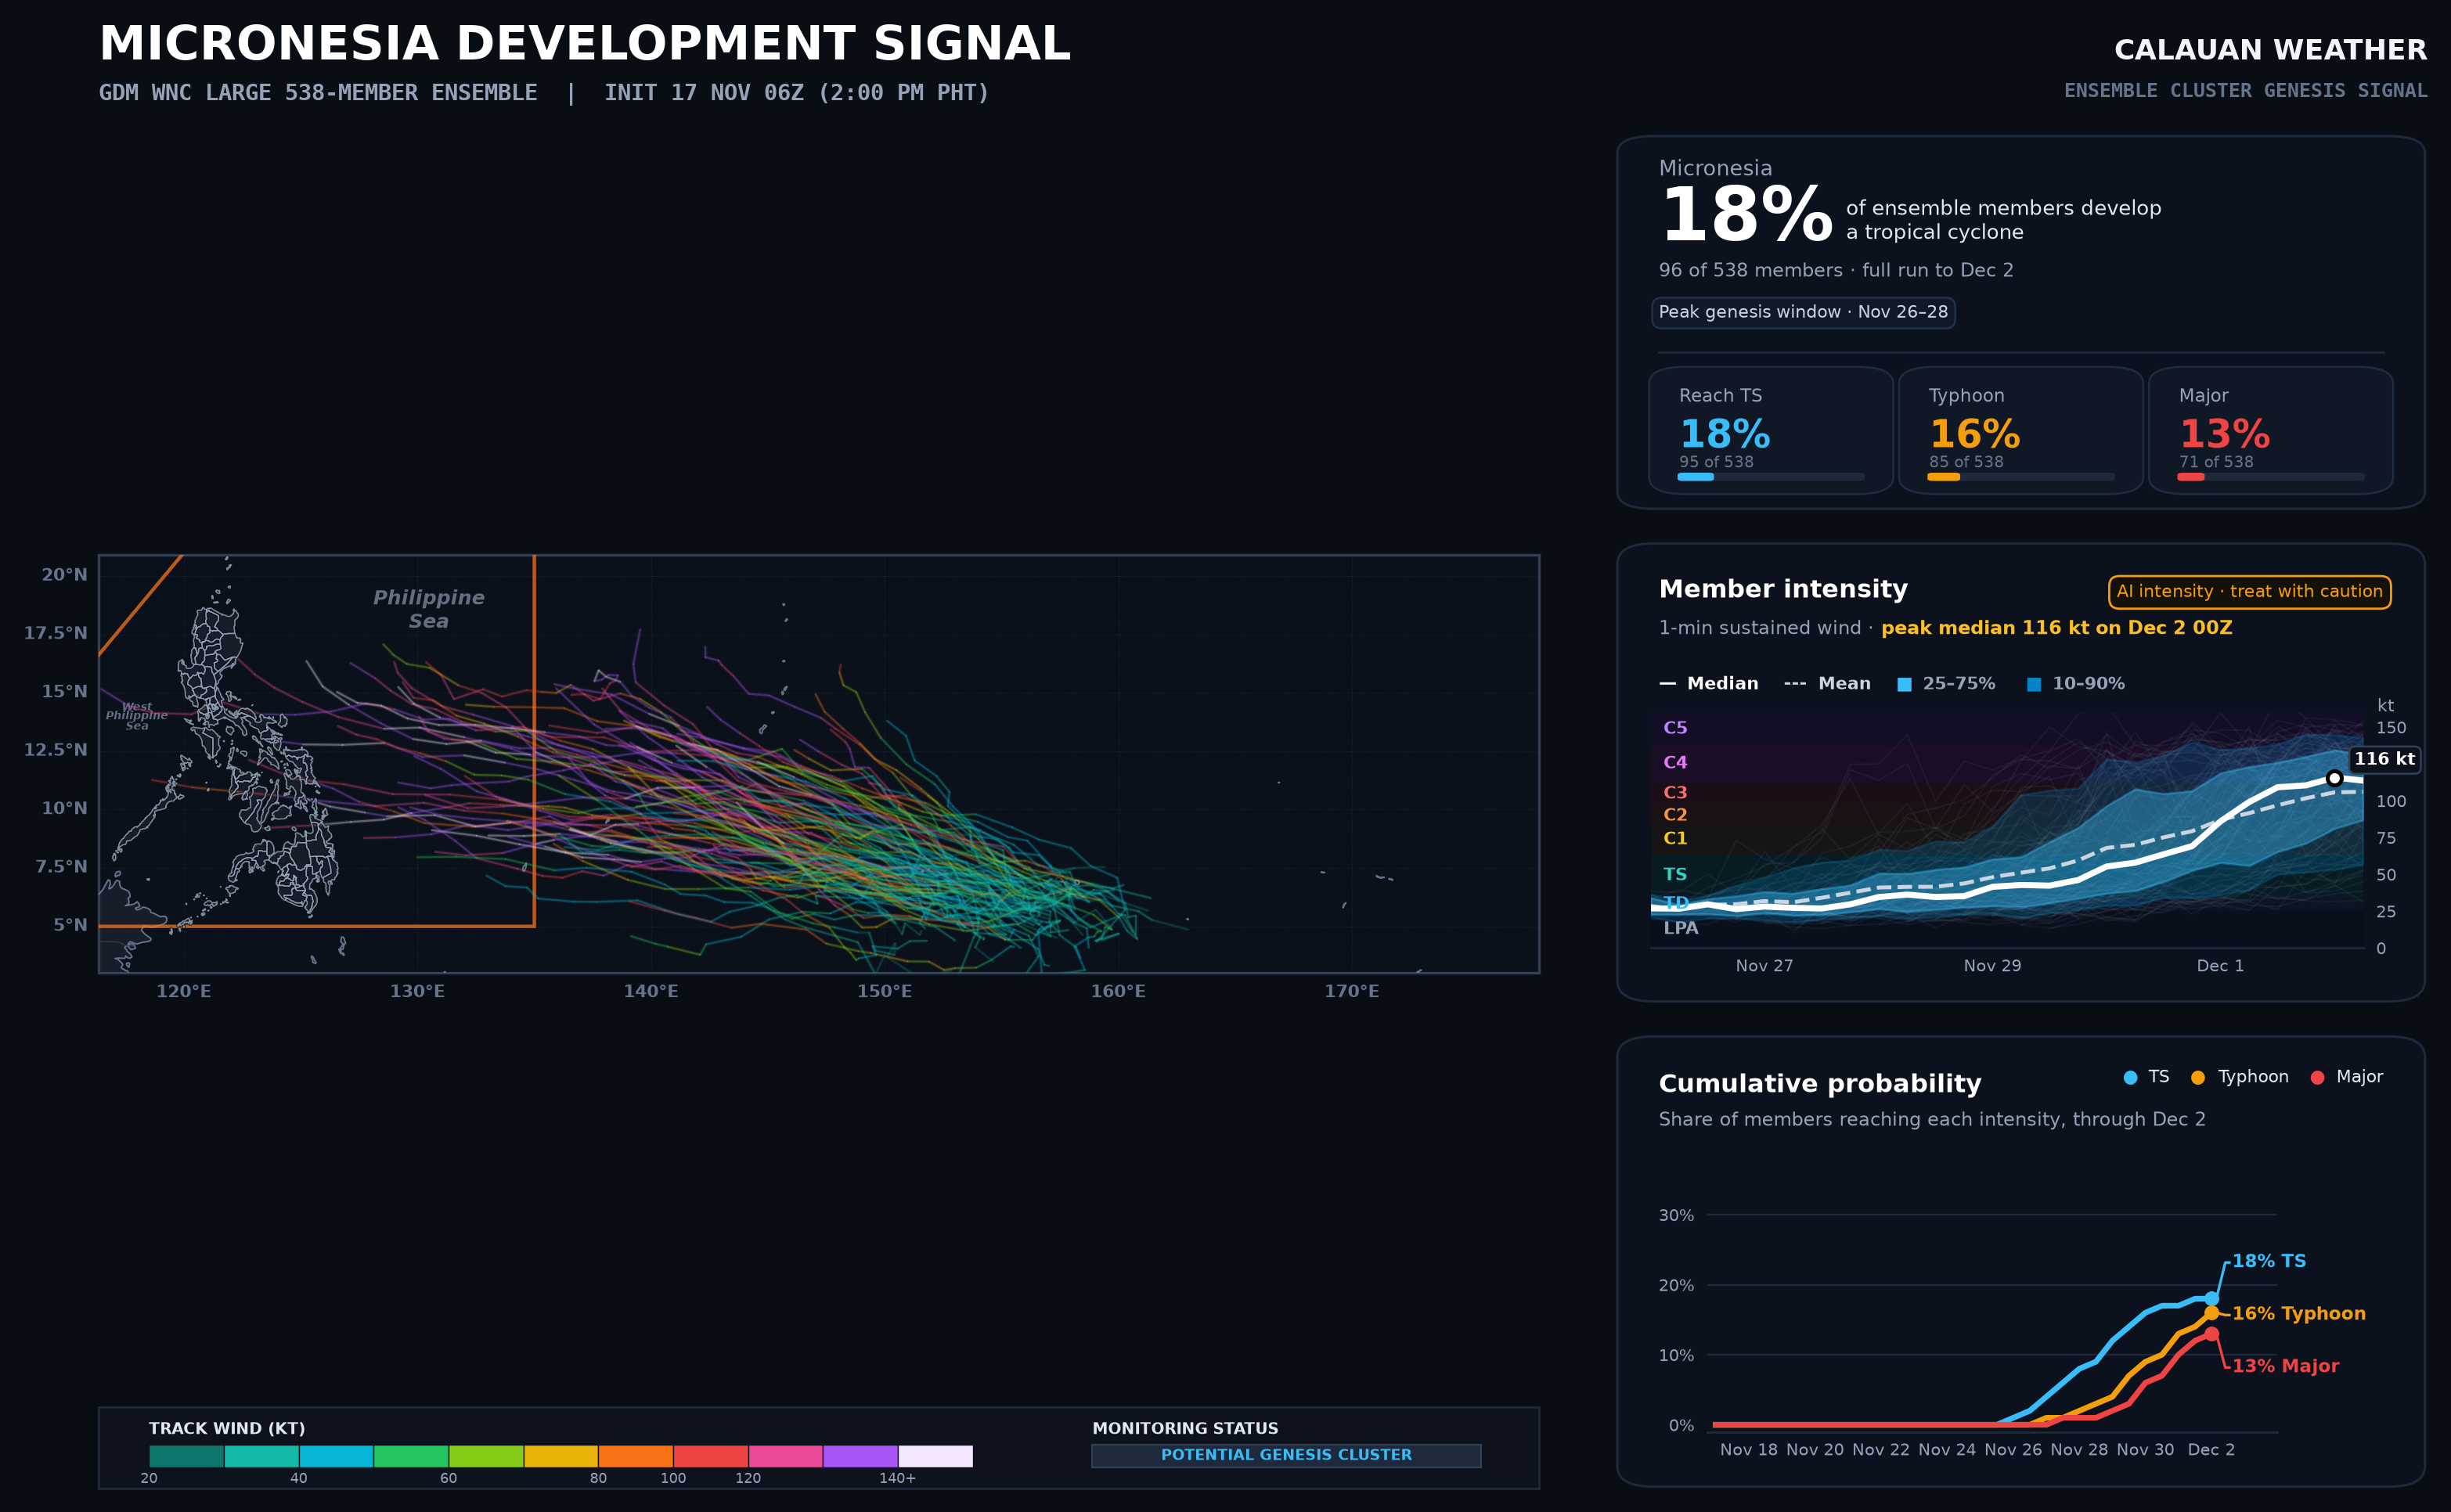 MICRONESIA DEVELOPMENT SIGNAL
GDM WNC LARGE 538-MEMBER ENSEMBLE | INIT 17 NOV 06Z (2:00 PM PHT)
CALAUAN WEATHER
ENSEMBLE CLUSTER GENESIS SIGNAL
Micronesia
18% of ensemble members develop
a tropical cyclone
96 of 538 members · full run to Dec 2
Peak genesis window · Nov 26–28
Reach TS
18%
95 of 538
Typhoon
16%
85 of 538
Major
13%
71 of 538
20°N
17.5°N
15°N
12.5°N
10°N
7.5°N
5°N
Philippine
Sea
West
Philippine
Sea
120°E 130°E 140°E 150°E 160°E 170°E
Member intensity
AI intensity · treat with caution
1-min sustained wind · peak median 116 kt on Dec 2 00Z
Median Mean 25–75% 10–90%
kt
150
116 kt
100
75
50
25
0
C5
C4
C3
C2
C1
TS
TD
LPA
Nov 27 Nov 29 Dec 1
Cumulative probability
TS Typhoon Major
Share of members reaching each intensity, through Dec 2
30%
20%
10%
0%
18% TS
16% Typhoon
13% Major
Nov 18 Nov 20 Nov 22 Nov 24 Nov 26 Nov 28 Nov 30 Dec 2
TRACK WIND (KT)
20 40 60 80 100 120 140+
MONITORING STATUS
POTENTIAL GENESIS CLUSTER